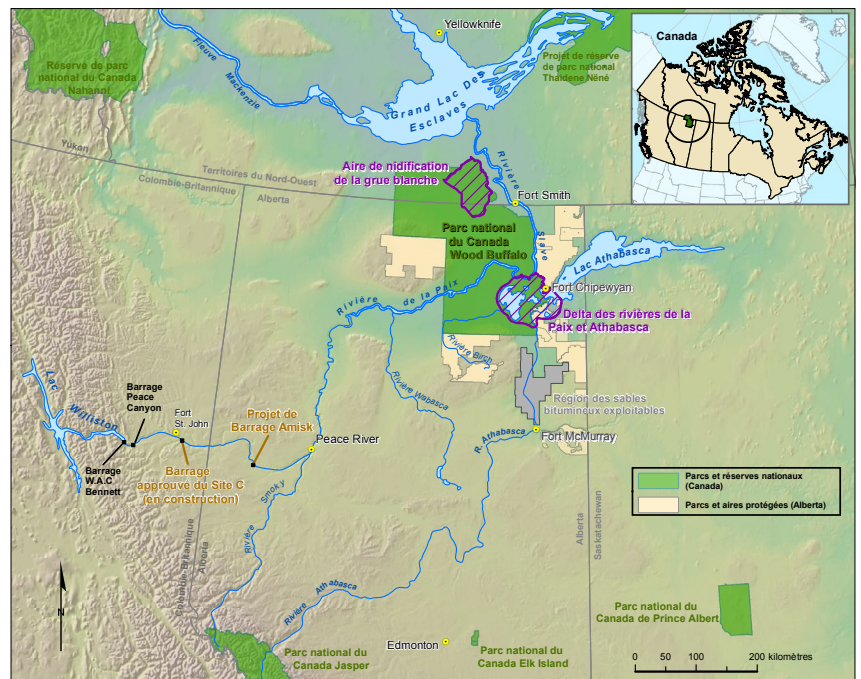 Yellowknife
Canada
Réserve de parc
national du Canada
Nahanni
Fleuve
Mackenzie
Projet de réserve
de parc national
Thaidene Nëné
Grand Lac Des
Esclaves
Yukon
Territoires du Nord-Ouest
Colombie-Britannique
Alberta
Aire de nidification
de la grue blanche
Rivière
Fort Smith
Slave
Parc national
du Canada
Wood Buffalo
Lac Athabasca
Fort Chipewyan
Rivière de la Paix
Delta des rivières de la
Paix et Athabasca
Rivière Birch
Rivière Wabasca
Région des sables
bitumineux exploitables
Lac
Williston
Barrage
Peace
Canyon
Fort
St. John
Projet de
Barrage Amisk
Peace River
R. Athabasca
Fort McMurray
Barrage
W.A.C
Bennett
Barrage
approuvé du Site C
(en construction)
Parcs et réserves nationaux
(Canada)
Parcs et aires protégées (Alberta)
Rivière Smoky
Colombie-Britannique
Alberta
Alberta
Saskatchewan
N
Rivière Athabasca
Parc national du
Canada de Prince Albert
Edmonton
Parc national du
Canada Jasper
Parc national du
Canada Elk Island
0 50 100 200 kilomètres